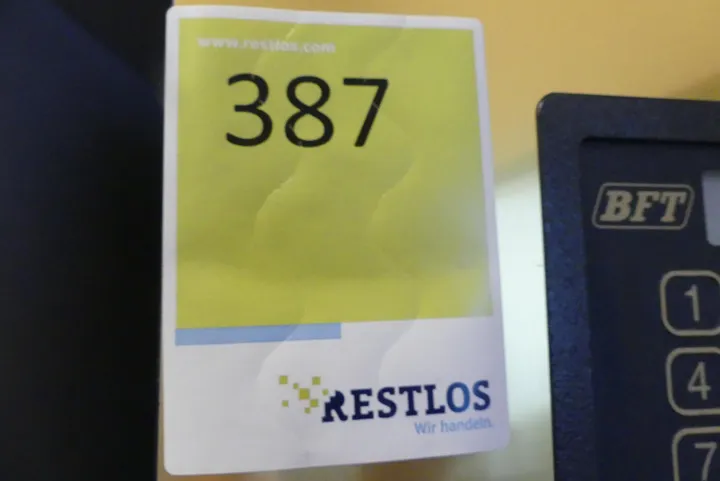 www.restlos.com
387
RESTLOS
Wir handeln.
BFT
1
4
7